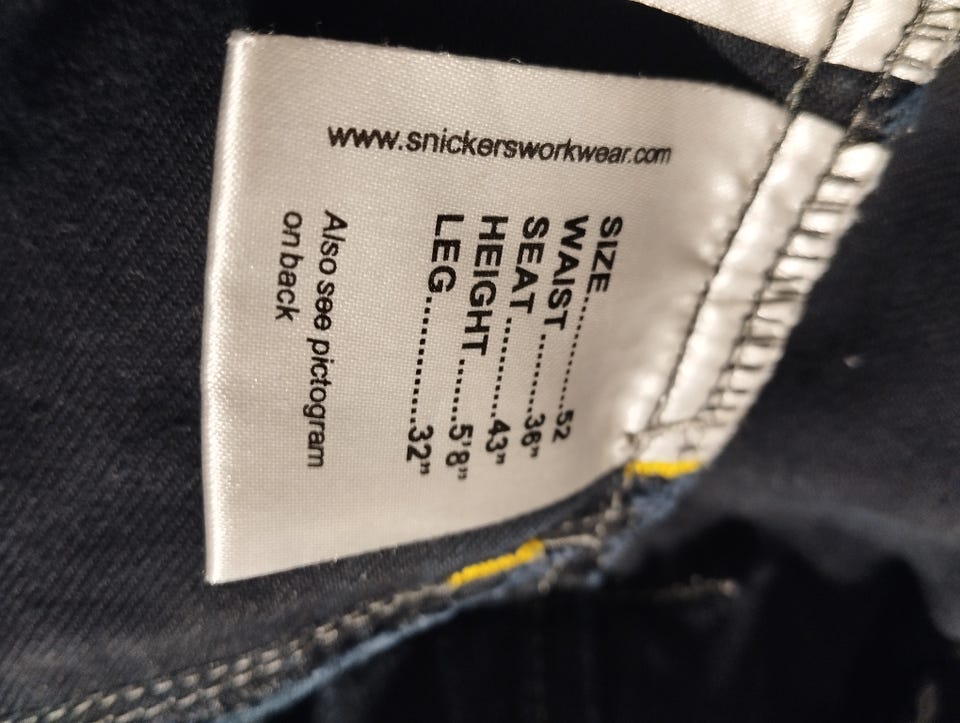 www.snickersworkwear.com
SIZE..............52
WAIST..........36"
SEAT............43"
HEIGHT........5'8"
LEG..............32"
Also see pictogram
on back